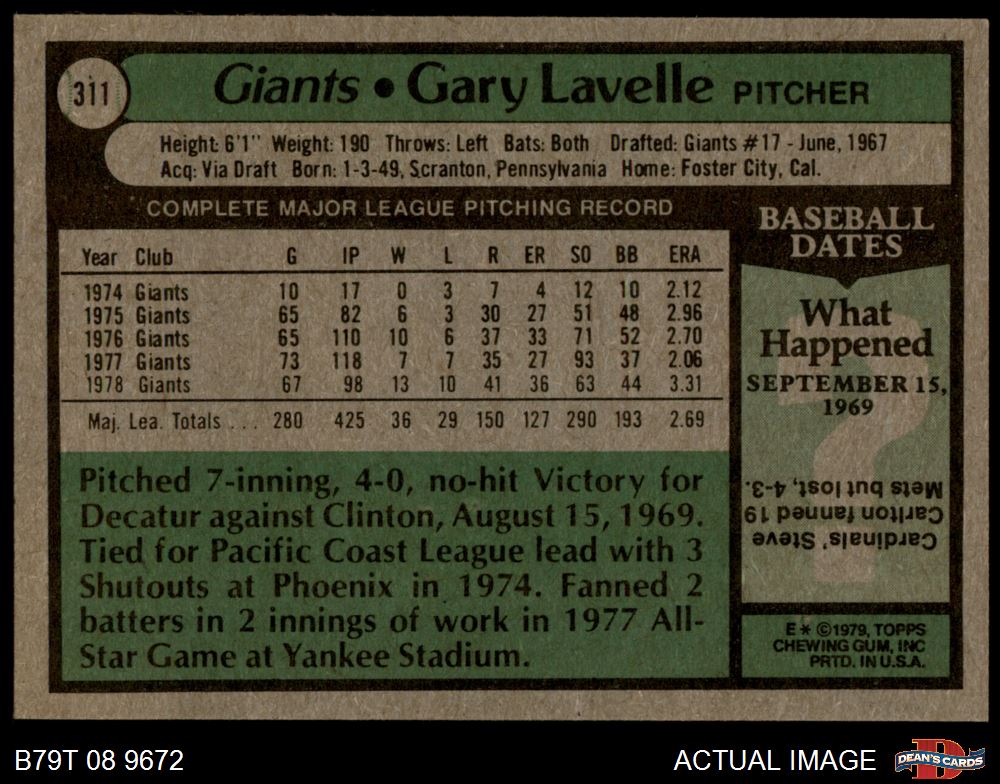 311
Giants • Gary Lavelle PITCHER
Height: 6'1" Weight: 190 Throws: Left Bats: Both Drafted: Giants #17 - June, 1967
Acq: Via Draft Born: 1-3-49, Scranton, Pennsylvania Home: Foster City, Cal.
COMPLETE MAJOR LEAGUE PITCHING RECORD
Year Club G IP W L R ER SO BB ERA
1974 Giants 10 17 0 3 7 4 12 10 2.12
1975 Giants 65 82 6 3 30 27 51 48 2.96
1976 Giants 65 110 10 6 37 33 71 52 2.70
1977 Giants 73 118 7 7 35 27 93 37 2.06
1978 Giants 67 98 13 10 41 36 63 44 3.31
Maj. Lea. Totals . . . 280 425 36 29 150 127 290 193 2.69
Pitched 7-inning, 4-0, no-hit Victory for
Decatur against Clinton, August 15, 1969.
Tied for Pacific Coast League lead with 3
Shutouts at Phoenix in 1974. Fanned 2
batters in 2 innings of work in 1977 All-
Star Game at Yankee Stadium.
BASEBALL
DATES
What
Happened
SEPTEMBER 15,
1969
?
Cardinals' Steve
Carlton fanned 19
Mets but lost, 4-3.
E * ©1979, TOPPS
CHEWING GUM, INC
PRTD. IN U.S.A.
B79T 08 9672
ACTUAL IMAGE
D
DEAN'S CARDS